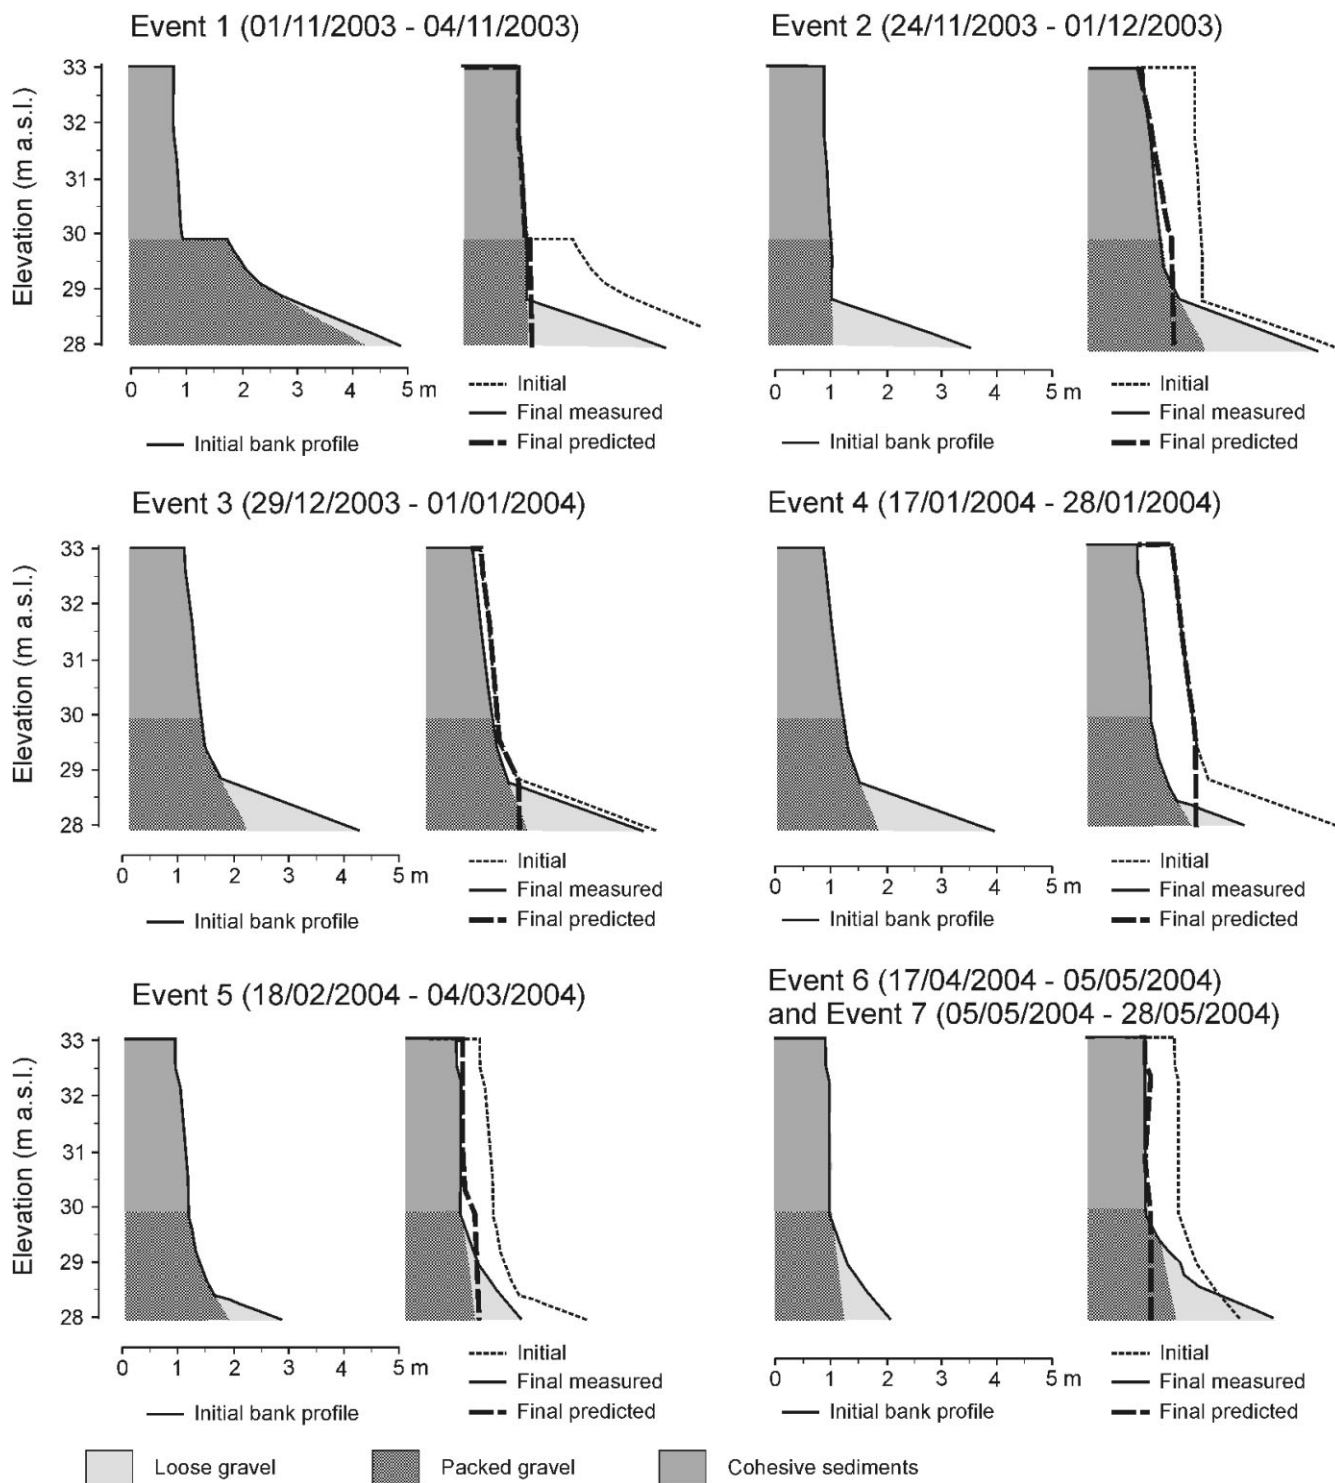 Event 1 (01/11/2003 - 04/11/2003)
Event 2 (24/11/2003 - 01/12/2003)
Elevation (m a.s.l.)
33
32
31
30
29
28
0 1 2 3 4 5 m
Initial bank profile
Initial
Final measured
Final predicted
0 1 2 3 4 5 m
Initial bank profile
Initial
Final measured
Final predicted
Event 3 (29/12/2003 - 01/01/2004)
Event 4 (17/01/2004 - 28/01/2004)
Elevation (m a.s.l.)
33
32
31
30
29
28
0 1 2 3 4 5 m
Initial bank profile
Initial
Final measured
Final predicted
0 1 2 3 4 5 m
Initial bank profile
Initial
Final measured
Final predicted
Event 5 (18/02/2004 - 04/03/2004)
Event 6 (17/04/2004 - 05/05/2004)
and Event 7 (05/05/2004 - 28/05/2004)
Elevation (m a.s.l.)
33
32
31
30
29
28
0 1 2 3 4 5 m
Initial bank profile
Initial
Final measured
Final predicted
0 1 2 3 4 5 m
Initial bank profile
Initial
Final measured
Final predicted
Loose gravel
Packed gravel
Cohesive sediments